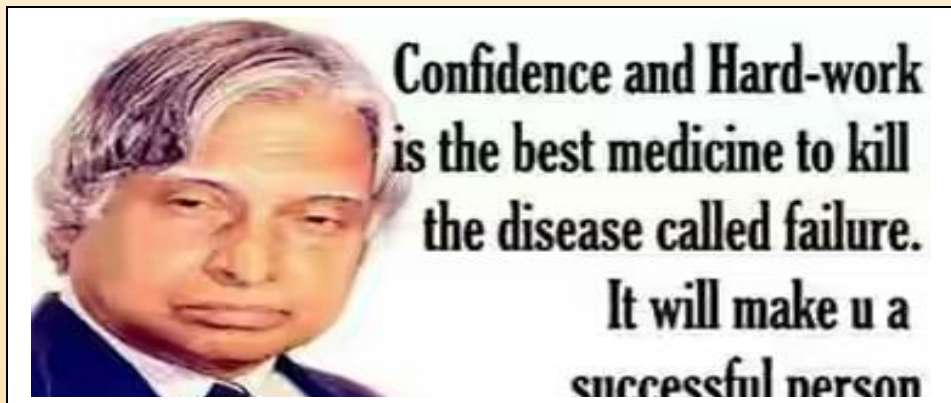 Confidence and Hard-work
is the best medicine to kill
the disease called failure.
It will make u a
successful person